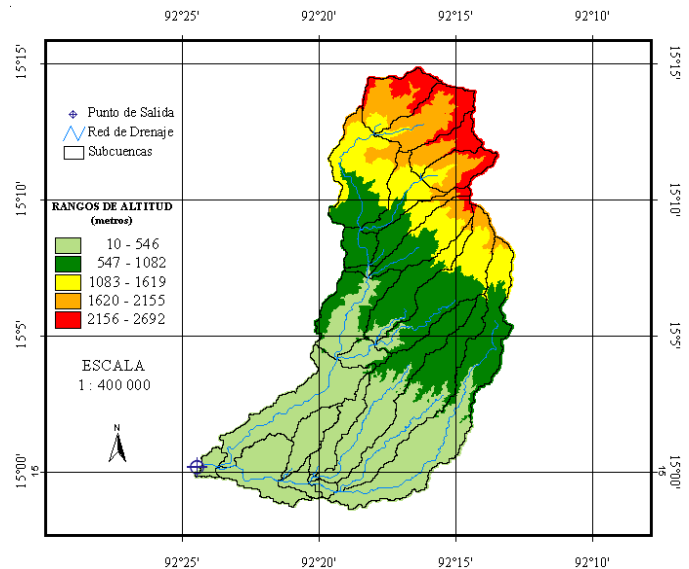 92°25' 92°20' 92°15' 92°10'
15°15' 15°15'
Punto de Salida
Red de Drenaje
Subcuencas
15°10' 15°10'
RANGOS DE ALTITUD
(metros)
10 - 546
547 - 1082
1083 - 1619
1620 - 2155
2156 - 2692
15°5' 15°5'
ESCALA
1 : 400 000
N
15°00' 15°00'
92°25' 92°20' 92°15' 92°10'